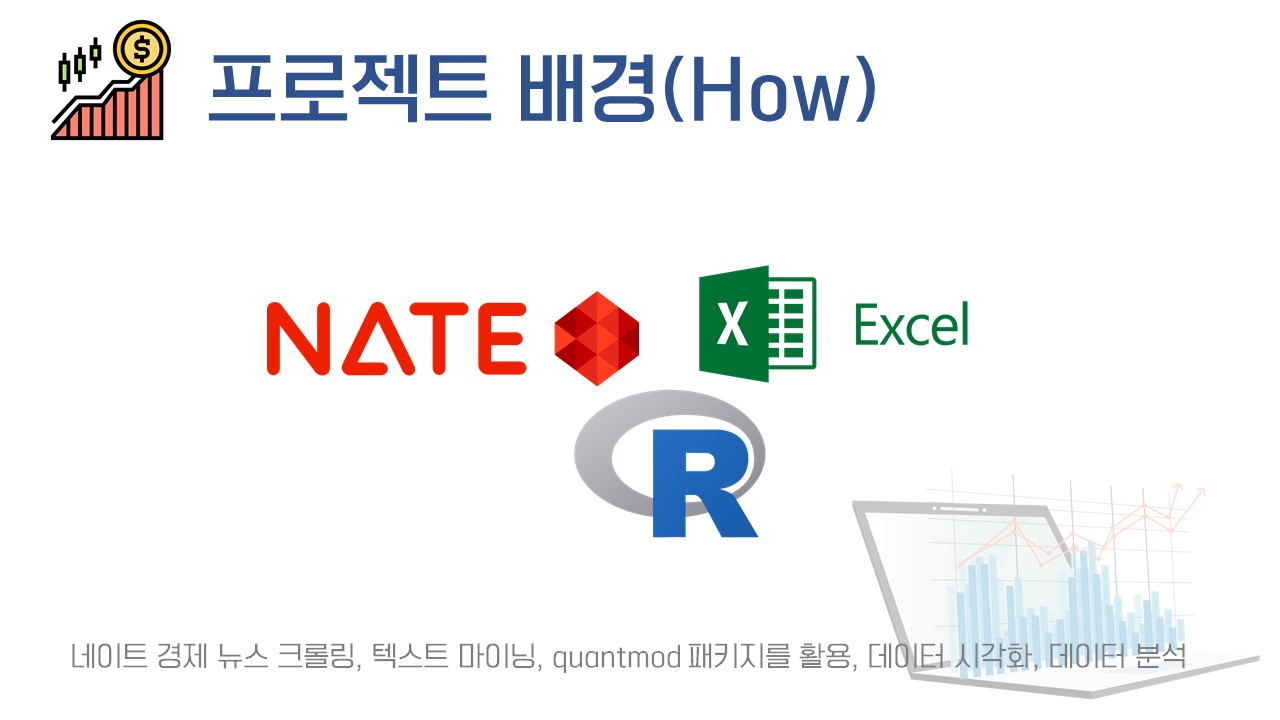 프로젝트 배경(How)
NATE
X Excel
R
네이트 경제 뉴스 크롤링, 텍스트 마이닝, quantmod 패키지를 활용, 데이터 시각화, 데이터 분석